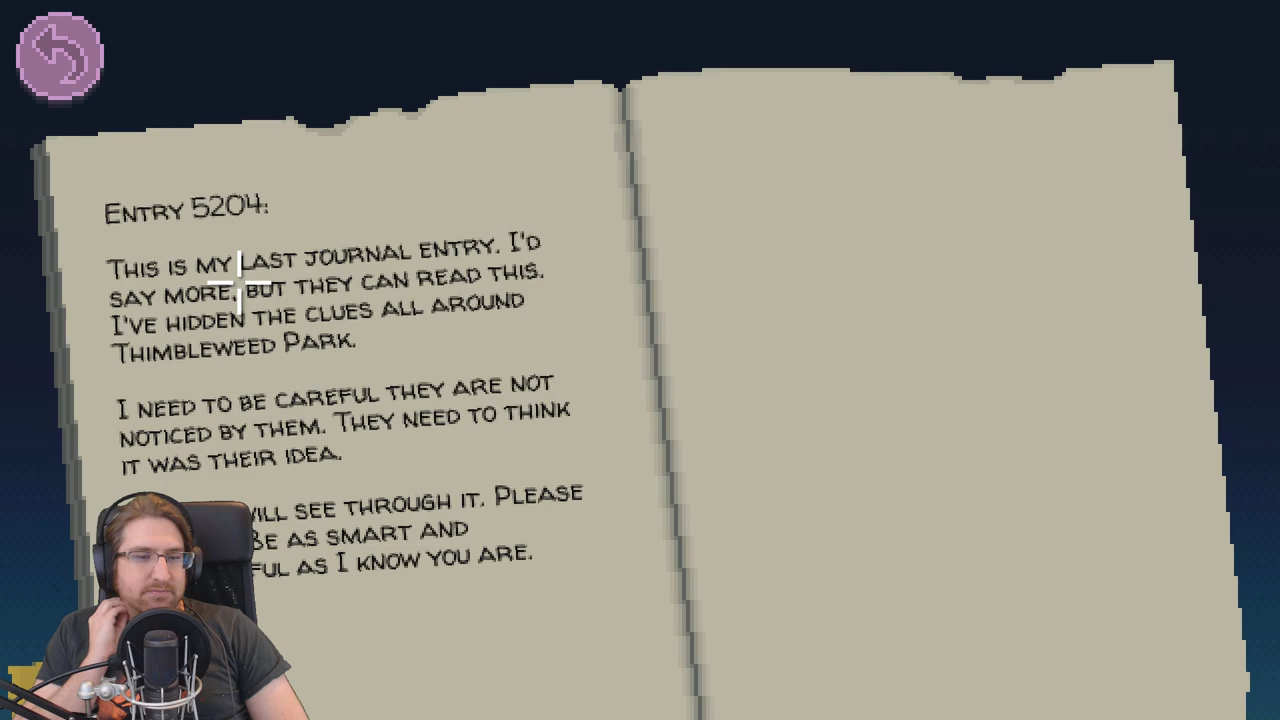 Entry 5204:
This is my last journal entry. I'd
say more, but they can read this.
I've hidden the clues all around
Thimbleweed Park.
I need to be careful they are not
noticed by them. They need to think
it was their idea.
will see through it. Please
be as smart and
as I know you are.